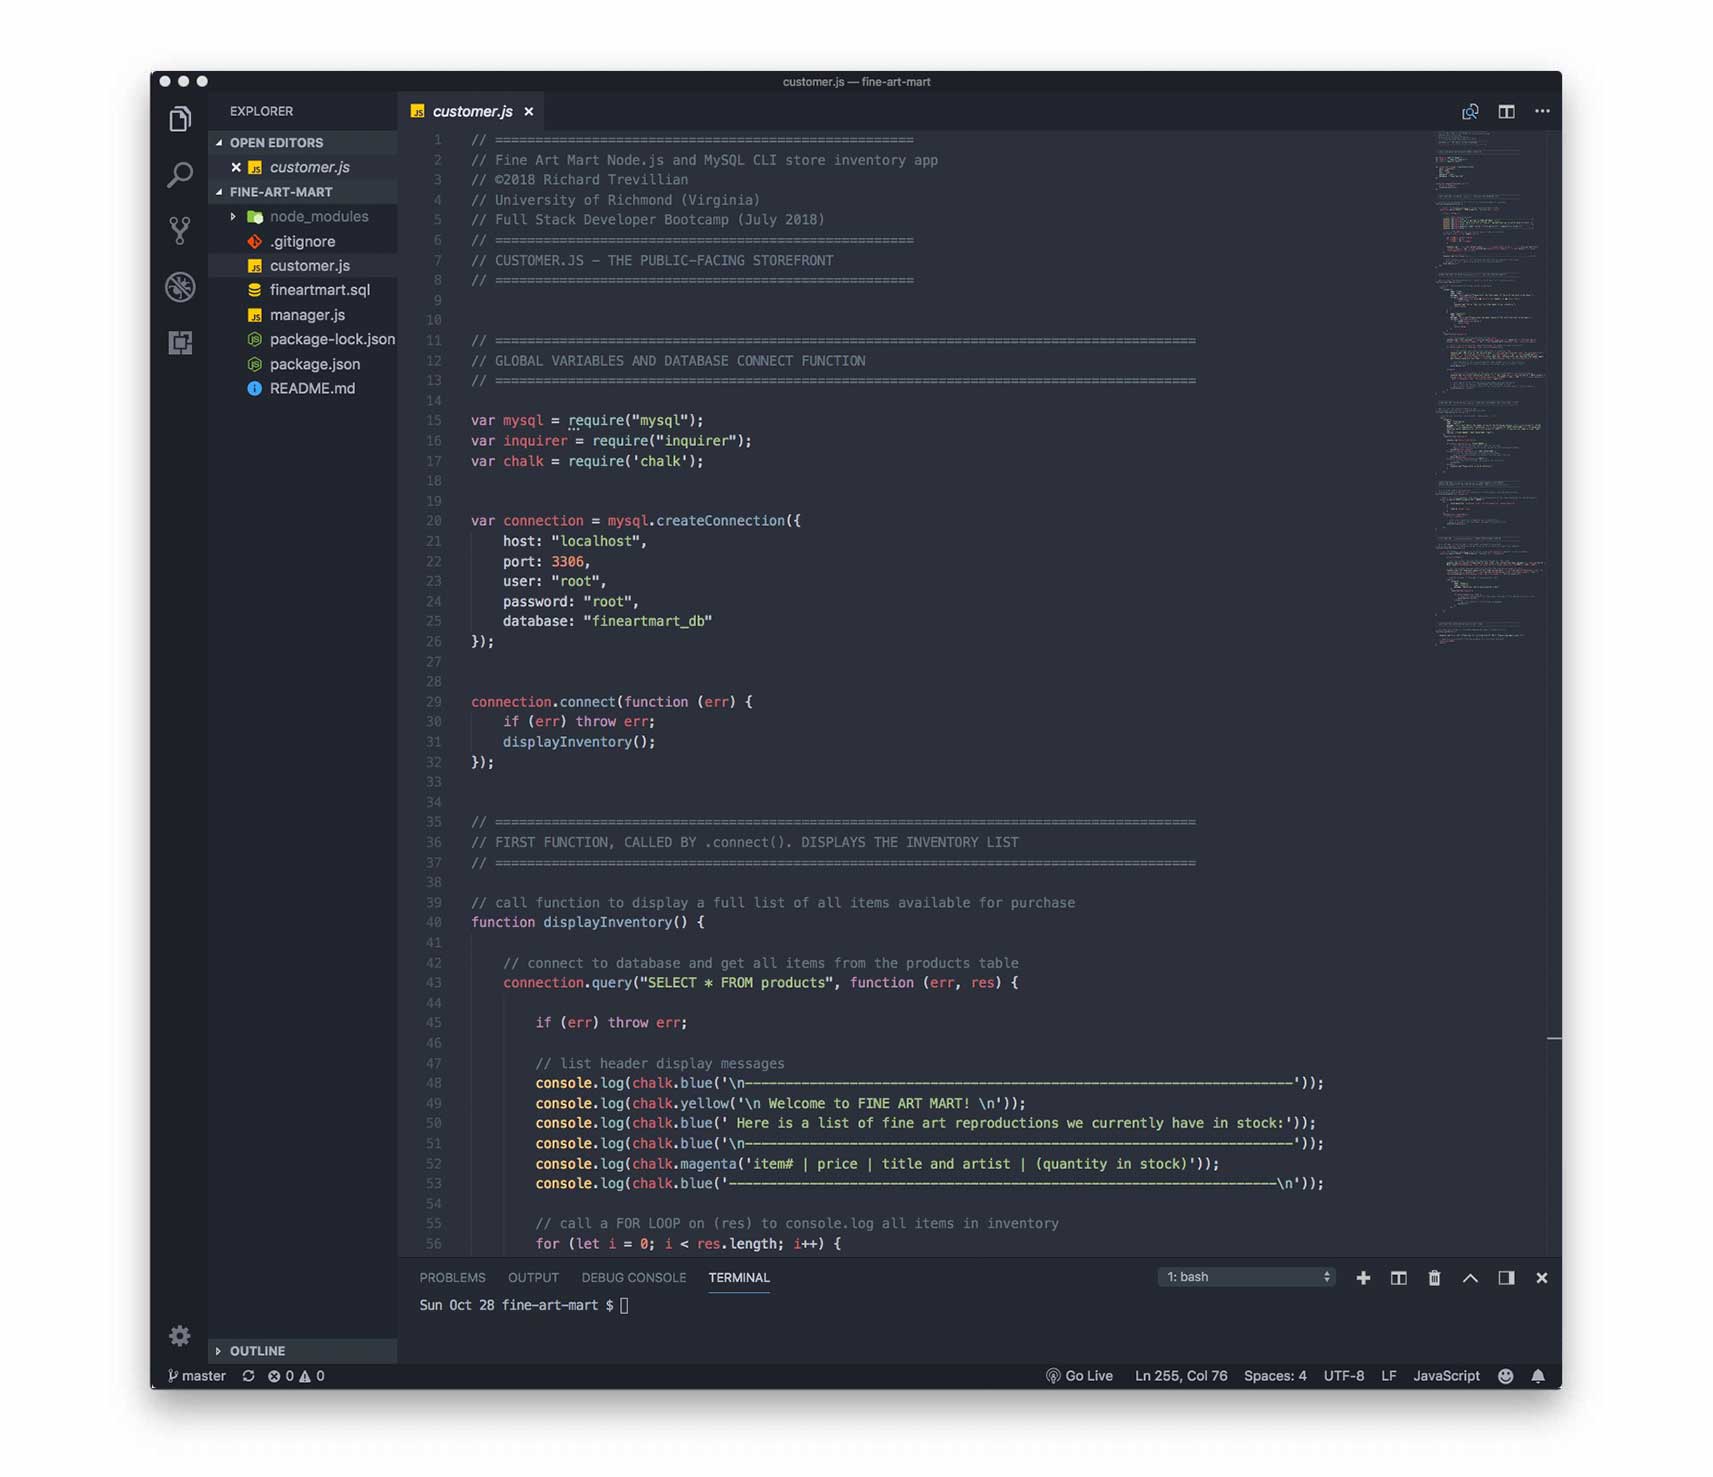 customer.js — fine-art-mart
EXPLORER
OPEN EDITORS
customer.js
FINE-ART-MART
node_modules
.gitignore
customer.js
fineartmart.sql
manager.js
package-lock.json
package.json
README.md
OUTLINE
customer.js
1 // ====================================================
2 // Fine Art Mart Node.js and MySQL CLI store inventory app
3 // ©2018 Richard Trevillian
4 // University of Richmond (Virginia)
5 // Full Stack Developer Bootcamp (July 2018)
6 // ====================================================
7 // CUSTOMER.JS – THE PUBLIC-FACING STOREFRONT
8 // ====================================================
9
10
11 // =======================================================================================
12 // GLOBAL VARIABLES AND DATABASE CONNECT FUNCTION
13 // =======================================================================================
14
15 var mysql = require("mysql");
16 var inquirer = require("inquirer");
17 var chalk = require('chalk');
18
19
20 var connection = mysql.createConnection({
21 host: "localhost",
22 port: 3306,
23 user: "root",
24 password: "root",
25 database: "fineartmart_db"
26 });
27
28
29 connection.connect(function (err) {
30 if (err) throw err;
31 displayInventory();
32 });
33
34
35 // =======================================================================================
36 // FIRST FUNCTION, CALLED BY .connect(). DISPLAYS THE INVENTORY LIST
37 // =======================================================================================
38
39 // call function to display a full list of all items available for purchase
40 function displayInventory() {
41
42 // connect to database and get all items from the products table
43 connection.query("SELECT * FROM products", function (err, res) {
44
45 if (err) throw err;
46
47 // list header display messages
48 console.log(chalk.blue('\n--------------------------------------------------------------------'));
49 console.log(chalk.yellow('\n Welcome to FINE ART MART! \n'));
50 console.log(chalk.blue(' Here is a list of fine art reproductions we currently have in stock:'));
51 console.log(chalk.blue('\n--------------------------------------------------------------------'));
52 console.log(chalk.magenta('item# | price | title and artist | (quantity in stock)'));
53 console.log(chalk.blue('--------------------------------------------------------------------\n'));
54
55 // call a FOR LOOP on (res) to console.log all items in inventory
56 for (let i = 0; i < res.length; i++) {
PROBLEMS OUTPUT DEBUG CONSOLE TERMINAL 1: bash
Sun Oct 28 fine-art-mart $
master 0 0 Go Live Ln 255, Col 76 Spaces: 4 UTF-8 LF JavaScript